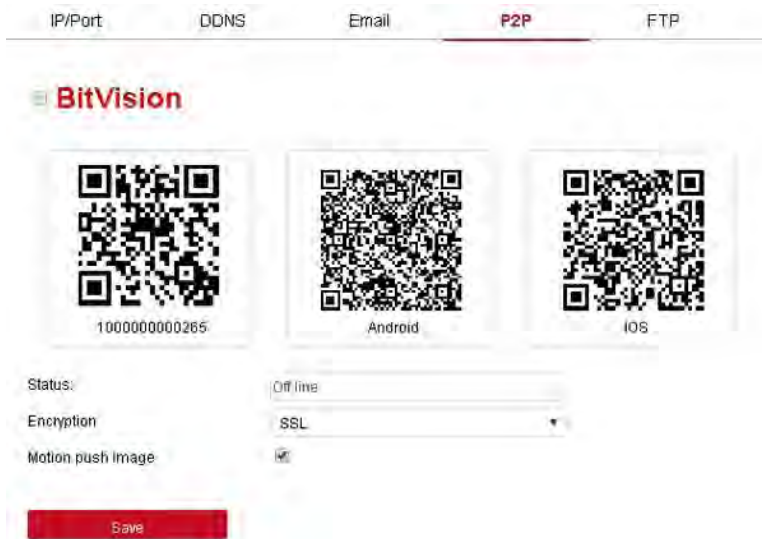 IP/Port DDNS Email P2P FTP
BitVision
1000000000265 Android iOS
Status: Off line
Encryption SSL
Motion push image
Save